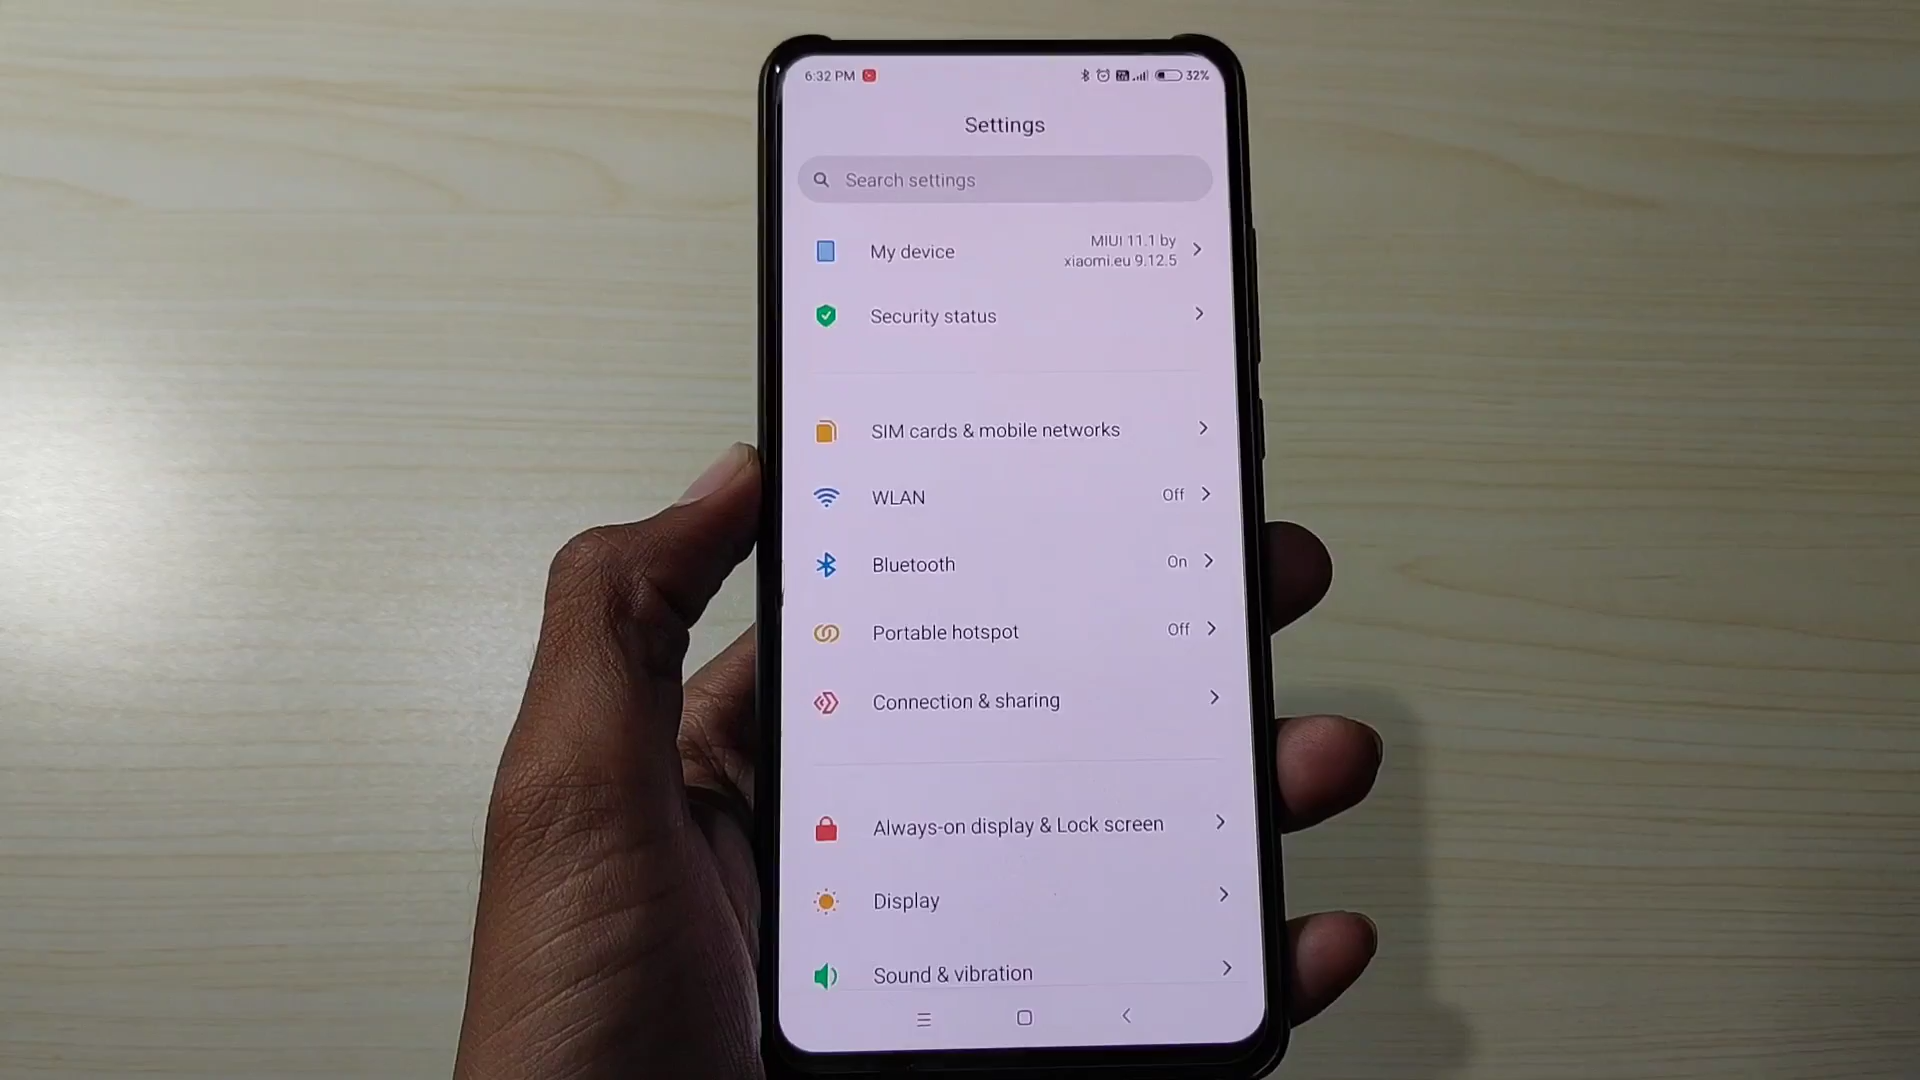 6:32 PM 32%
Settings
Search settings
My device
MIUI 11.1 by
xiaomi.eu 9.12.5
Security status
SIM cards & mobile networks
WLAN Off
Bluetooth On
Portable hotspot Off
Connection & sharing
Always-on display & Lock screen
Display
Sound & vibration